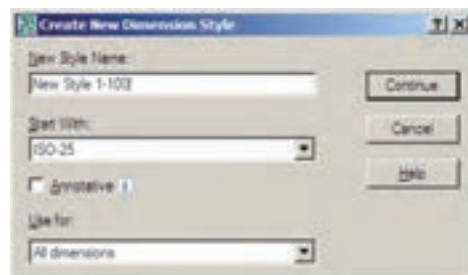 Create New Dimension Style
New Style Name:
New Style 1-100
Continue
Start With:
ISO-25
Cancel
Annotative
Help
Use for:
All dimensions